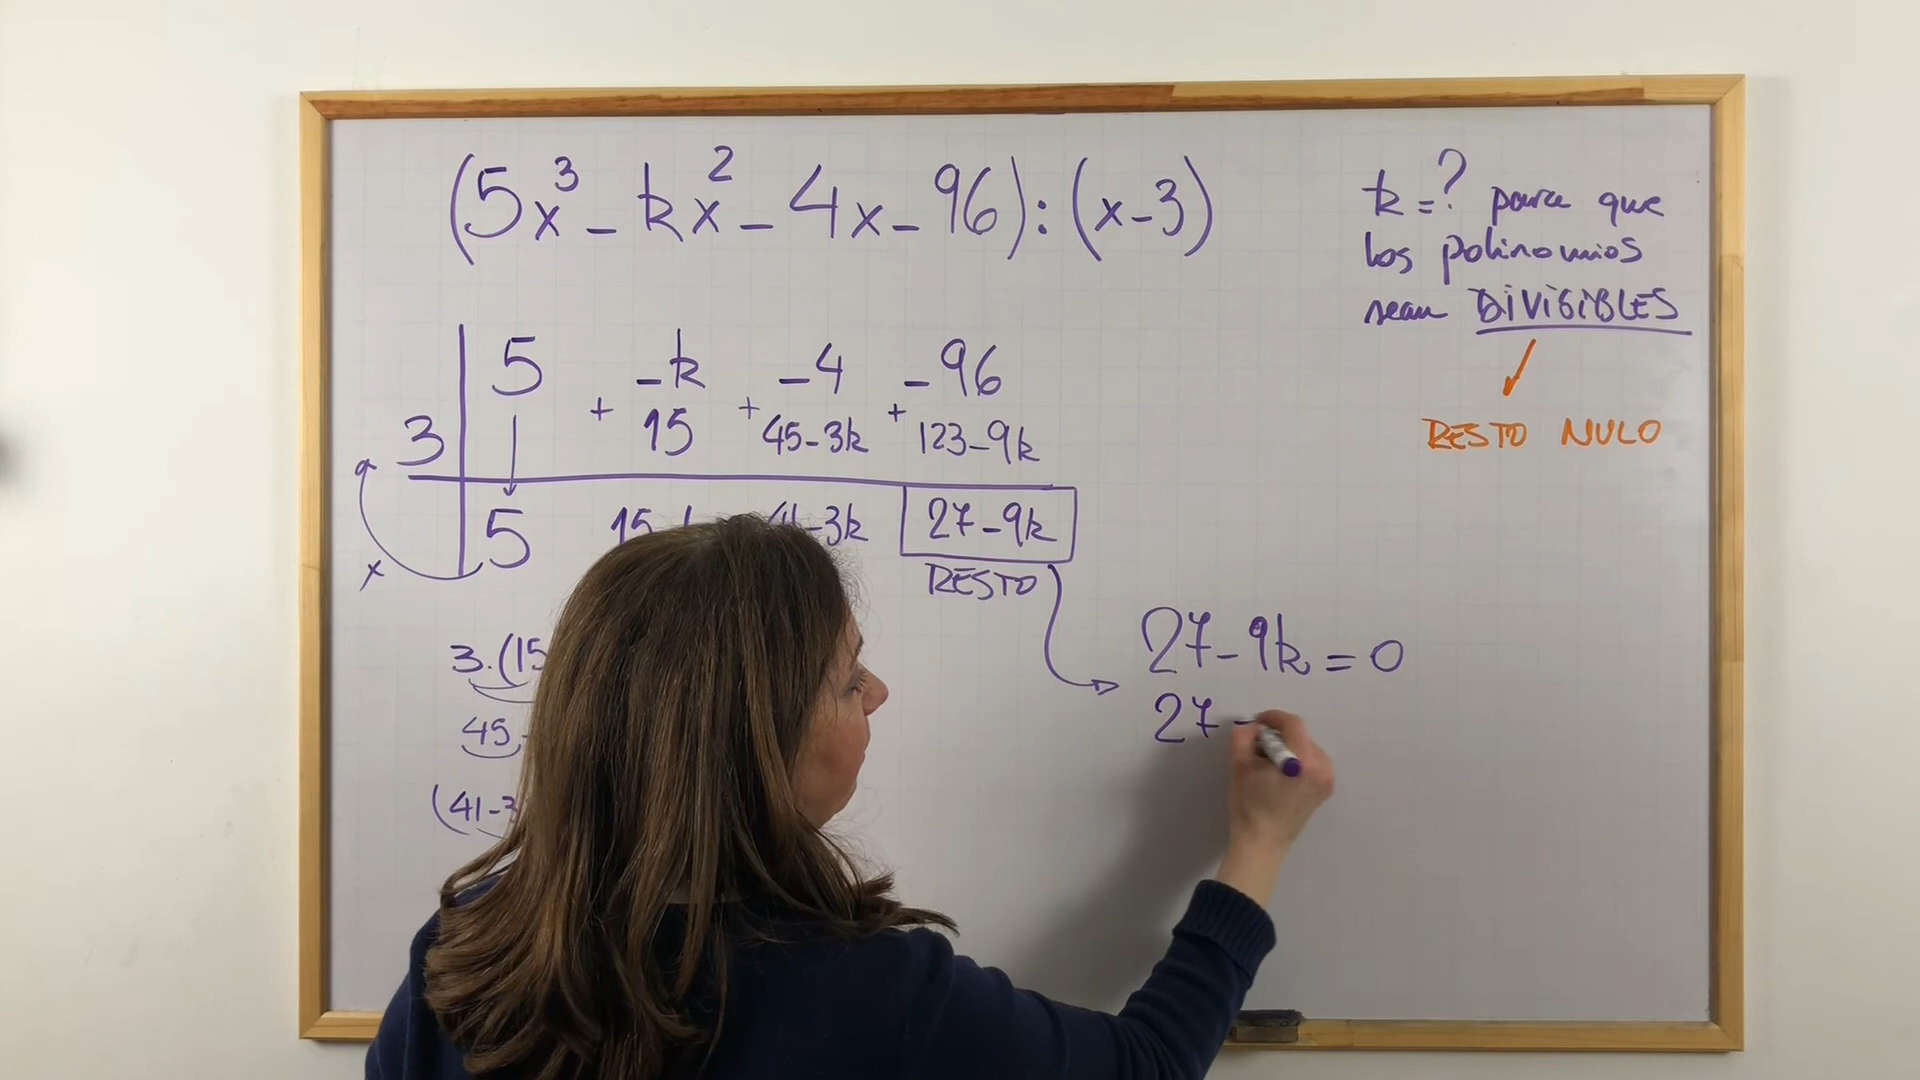 (5x³ - kx² - 4x - 96) : (x - 3)
k = ? para que
los polinomios
sean DIVISIBLES
RESTO NULO
5 -k -4 -96
+ + +
3 15 45-3k 123-9k
5 15 -3k 27-9k
RESTO
x
27-9k = 0
27 -
3.(15
45
(41-3